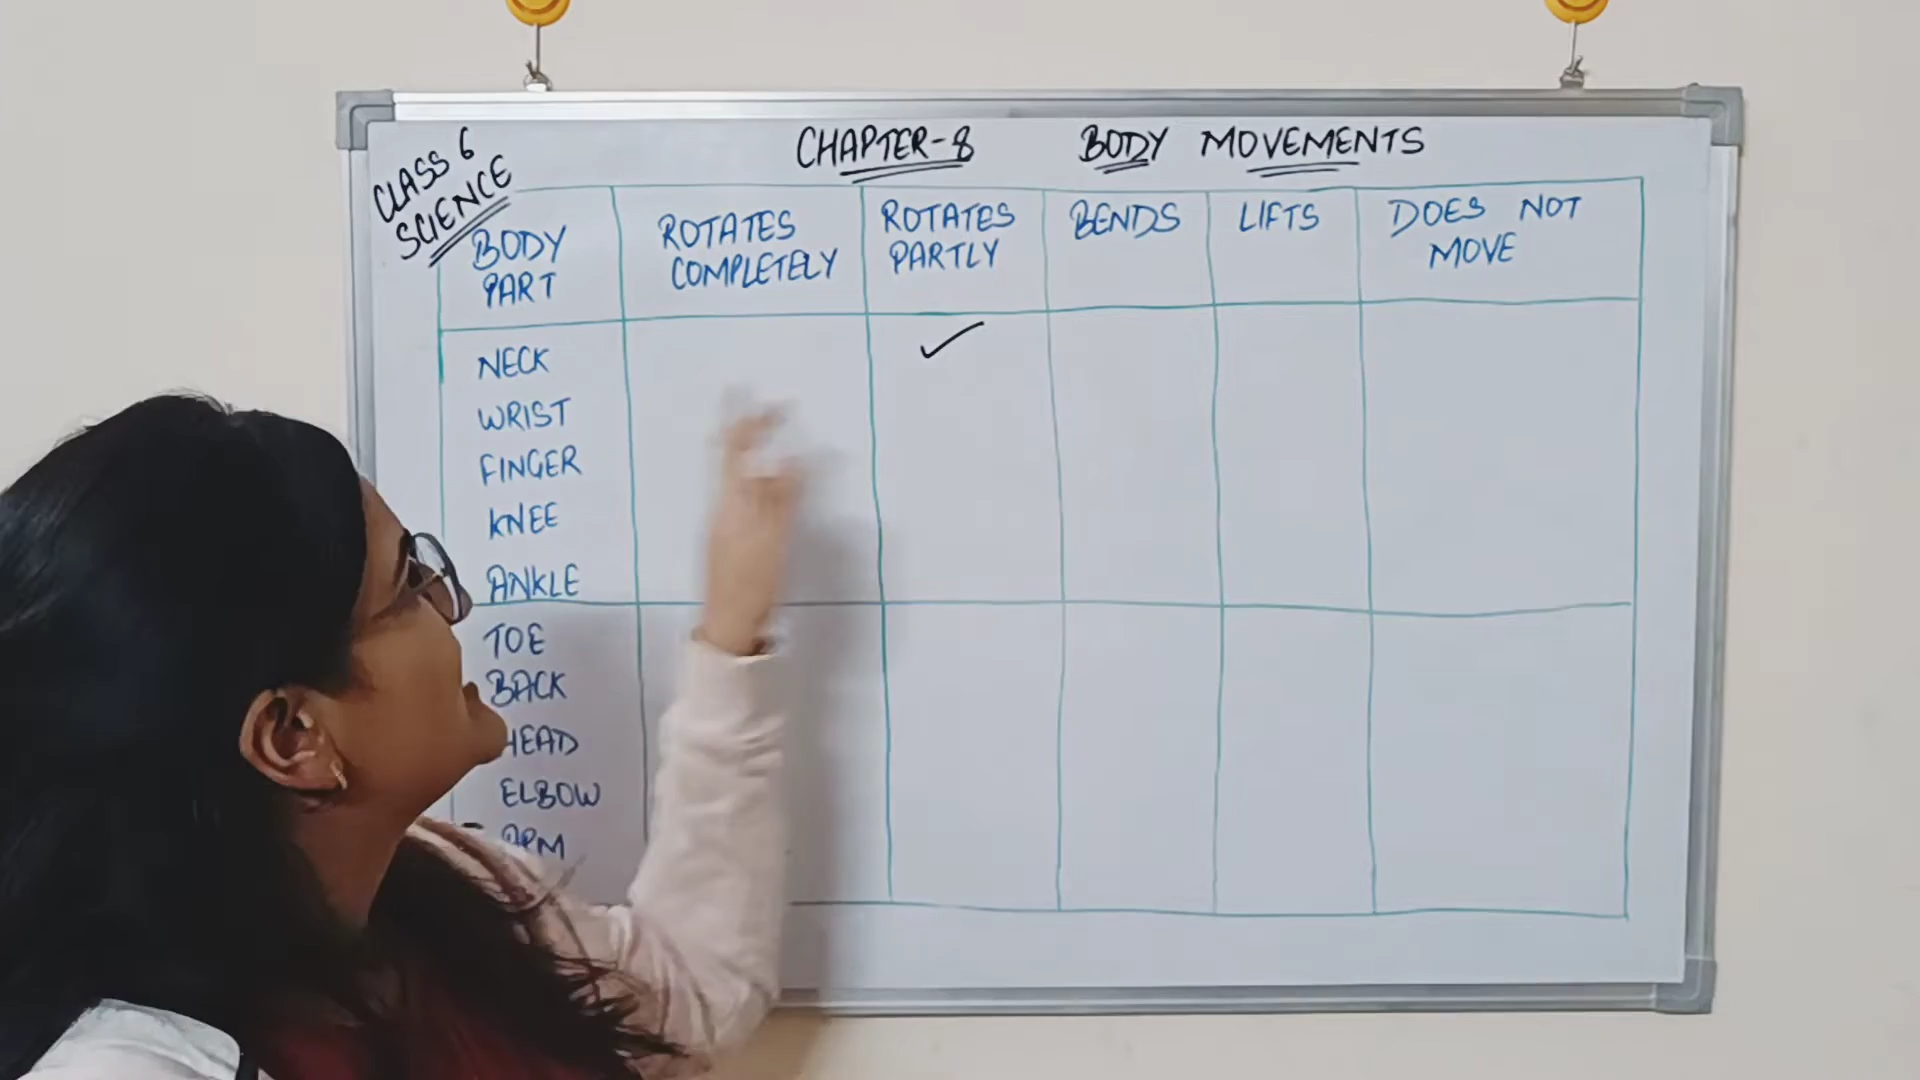 CLASS 6
SCIENCE
CHAPTER-8 BODY MOVEMENTS
BODY
PART
ROTATES
COMPLETELY
ROTATES
PARTLY
BENDS
LIFTS
DOES NOT
MOVE
NECK
WRIST
FINGER
KNEE
ANKLE
TOE
BACK
HEAD
ELBOW
ARM